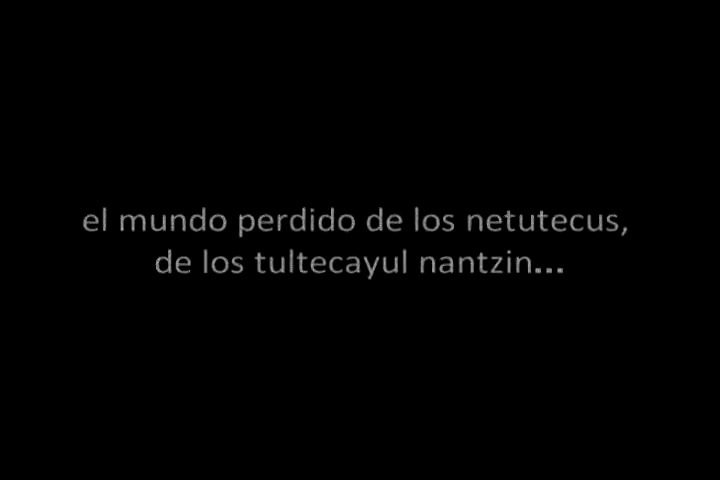 el mundo perdido de los netutecus,
de los tultecayul nantzin...